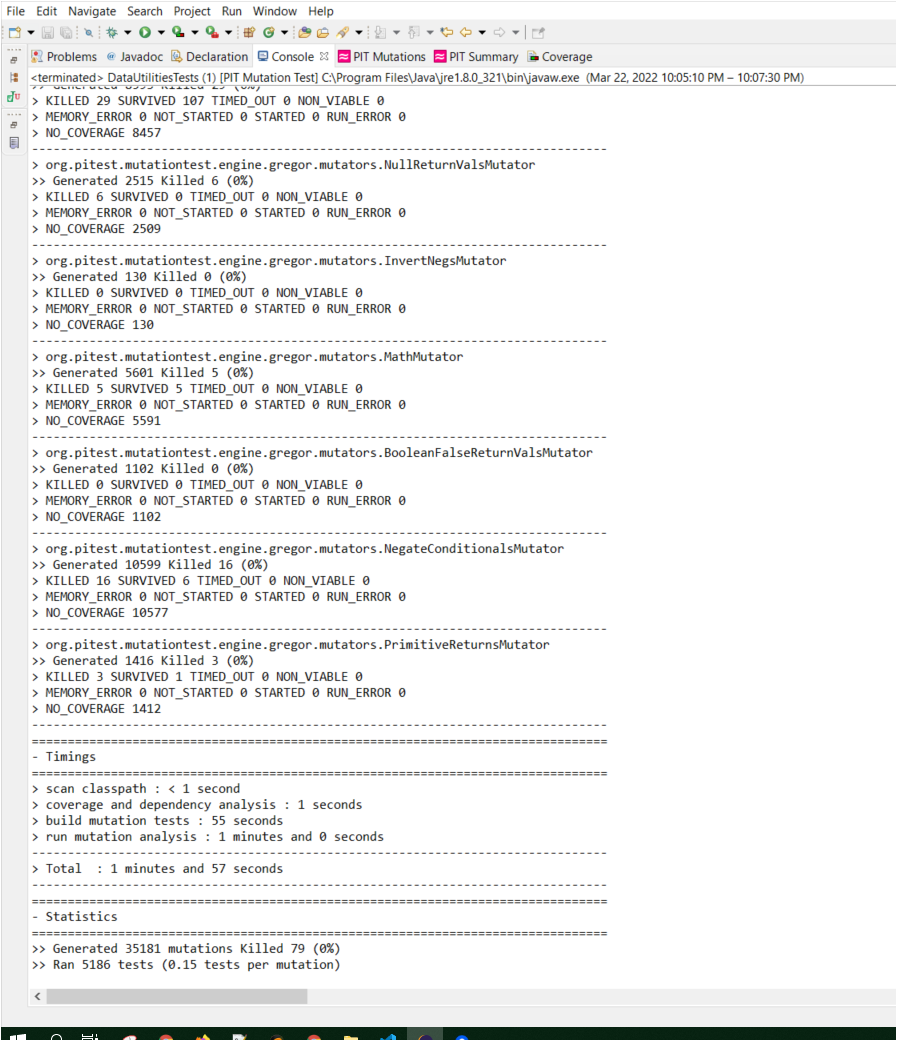 File Edit Navigate Search Project Run Window Help
Problems @ Javadoc Declaration Console PIT Mutations PIT Summary Coverage
<terminated> DataUtilitiesTests (1) [PIT Mutation Test] C:\Program Files\Java\jre1.8.0_321\bin\javaw.exe (Mar 22, 2022 10:05:10 PM – 10:07:30 PM)
>> Generated 8593 Killed 29 (0%)
> KILLED 29 SURVIVED 107 TIMED_OUT 0 NON_VIABLE 0
> MEMORY_ERROR 0 NOT_STARTED 0 STARTED 0 RUN_ERROR 0
> NO_COVERAGE 8457
--------------------------------------------------------------------------------
> org.pitest.mutationtest.engine.gregor.mutators.NullReturnValsMutator
>> Generated 2515 Killed 6 (0%)
> KILLED 6 SURVIVED 0 TIMED_OUT 0 NON_VIABLE 0
> MEMORY_ERROR 0 NOT_STARTED 0 STARTED 0 RUN_ERROR 0
> NO_COVERAGE 2509
--------------------------------------------------------------------------------
> org.pitest.mutationtest.engine.gregor.mutators.InvertNegsMutator
>> Generated 130 Killed 0 (0%)
> KILLED 0 SURVIVED 0 TIMED_OUT 0 NON_VIABLE 0
> MEMORY_ERROR 0 NOT_STARTED 0 STARTED 0 RUN_ERROR 0
> NO_COVERAGE 130
--------------------------------------------------------------------------------
> org.pitest.mutationtest.engine.gregor.mutators.MathMutator
>> Generated 5601 Killed 5 (0%)
> KILLED 5 SURVIVED 5 TIMED_OUT 0 NON_VIABLE 0
> MEMORY_ERROR 0 NOT_STARTED 0 STARTED 0 RUN_ERROR 0
> NO_COVERAGE 5591
--------------------------------------------------------------------------------
> org.pitest.mutationtest.engine.gregor.mutators.BooleanFalseReturnValsMutator
>> Generated 1102 Killed 0 (0%)
> KILLED 0 SURVIVED 0 TIMED_OUT 0 NON_VIABLE 0
> MEMORY_ERROR 0 NOT_STARTED 0 STARTED 0 RUN_ERROR 0
> NO_COVERAGE 1102
--------------------------------------------------------------------------------
> org.pitest.mutationtest.engine.gregor.mutators.NegateConditionalsMutator
>> Generated 10599 Killed 16 (0%)
> KILLED 16 SURVIVED 6 TIMED_OUT 0 NON_VIABLE 0
> MEMORY_ERROR 0 NOT_STARTED 0 STARTED 0 RUN_ERROR 0
> NO_COVERAGE 10577
--------------------------------------------------------------------------------
> org.pitest.mutationtest.engine.gregor.mutators.PrimitiveReturnsMutator
>> Generated 1416 Killed 3 (0%)
> KILLED 3 SURVIVED 1 TIMED_OUT 0 NON_VIABLE 0
> MEMORY_ERROR 0 NOT_STARTED 0 STARTED 0 RUN_ERROR 0
> NO_COVERAGE 1412
--------------------------------------------------------------------------------
================================================================================
- Timings
================================================================================
> scan classpath : < 1 second
> coverage and dependency analysis : 1 seconds
> build mutation tests : 55 seconds
> run mutation analysis : 1 minutes and 0 seconds
--------------------------------------------------------------------------------
> Total  : 1 minutes and 57 seconds
--------------------------------------------------------------------------------
================================================================================
- Statistics
================================================================================
>> Generated 35181 mutations Killed 79 (0%)
>> Ran 5186 tests (0.15 tests per mutation)